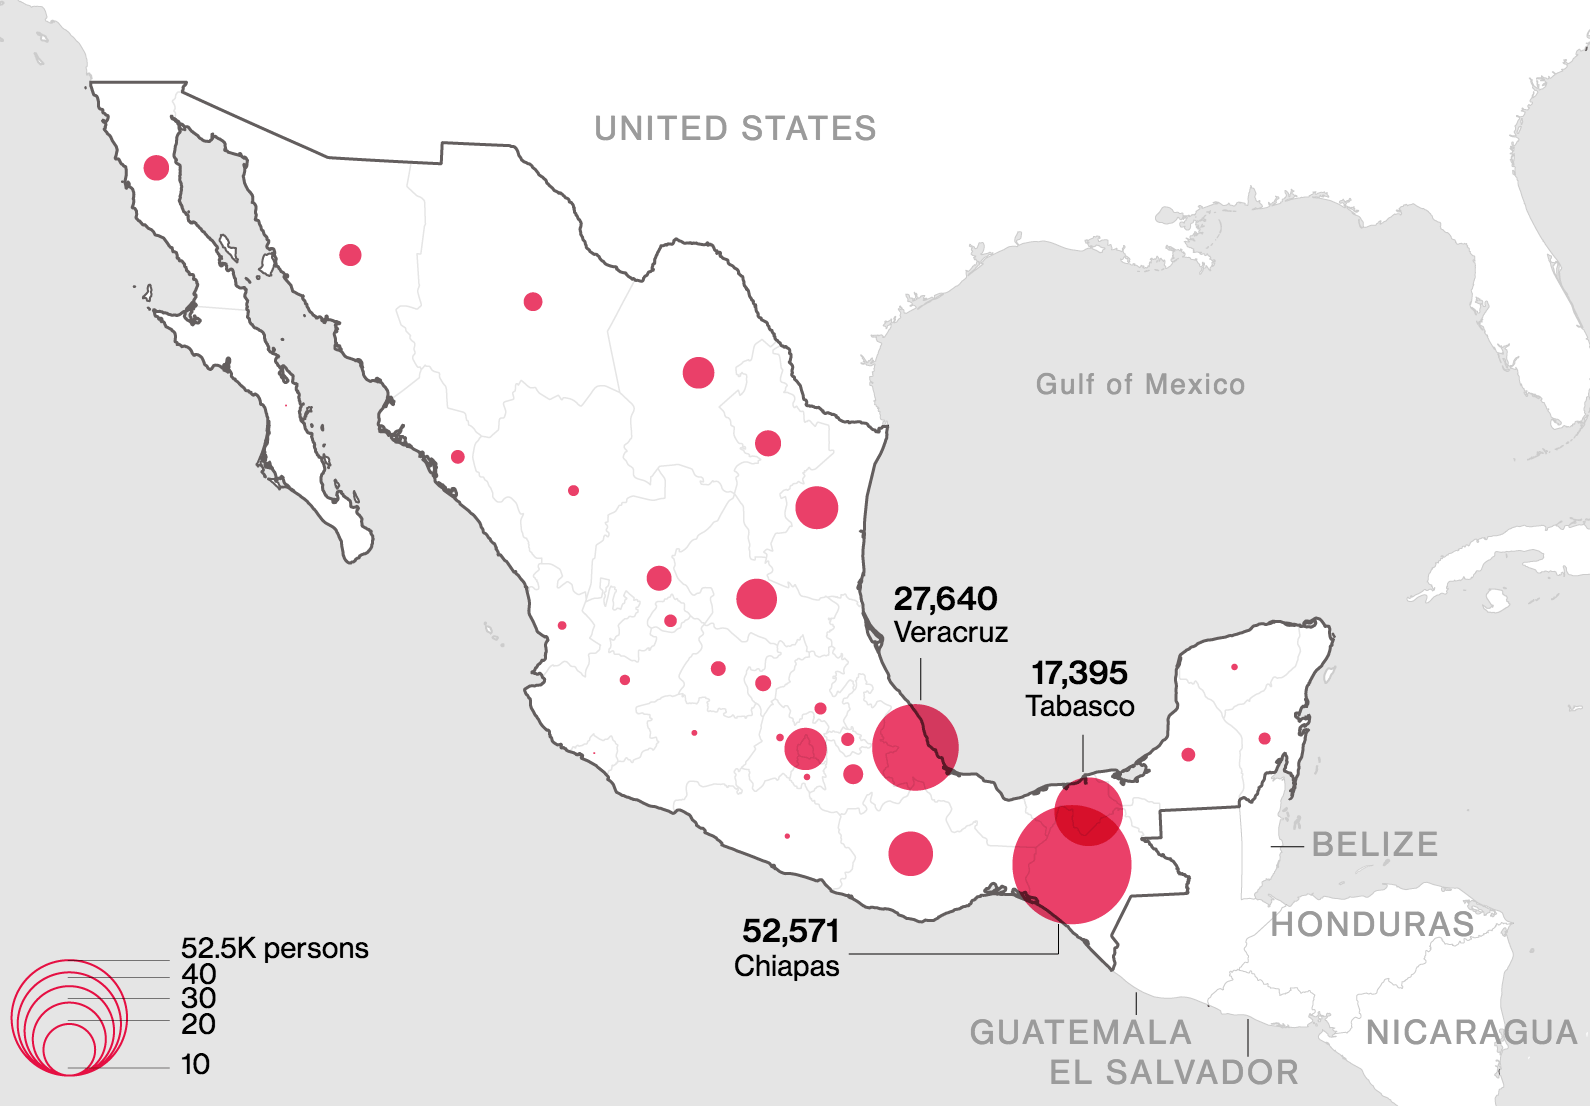 UNITED STATES
Gulf of Mexico
27,640
Veracruz
17,395
Tabasco
BELIZE
52,571
Chiapas
HONDURAS
52.5K persons
40
30
20
10
GUATEMALA
NICARAGUA
EL SALVADOR